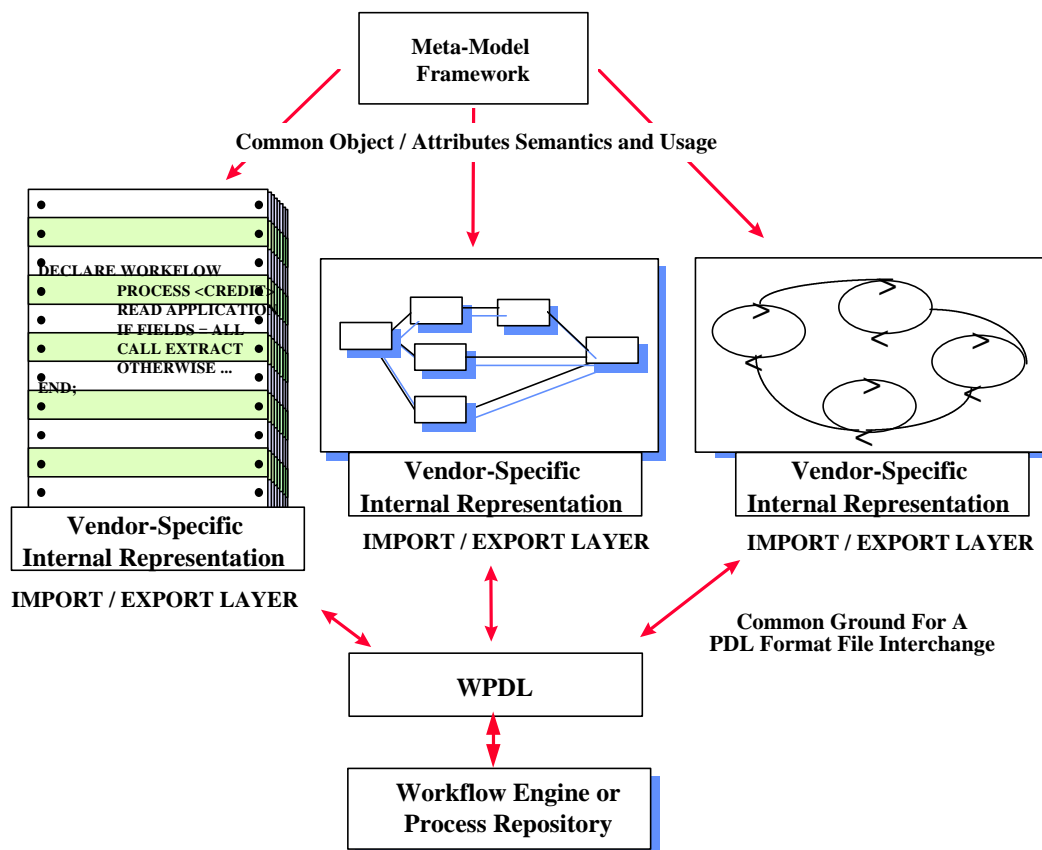 Meta-Model
Framework
Common Object / Attributes Semantics and Usage
DECLARE WORKFLOW
PROCESS <CREDIT>
READ APPLICATION
IF FIELDS = ALL
CALL EXTRACT
OTHERWISE ...
END;
Vendor-Specific
Internal Representation
IMPORT / EXPORT LAYER
Vendor-Specific
Internal Representation
IMPORT / EXPORT LAYER
Vendor-Specific
Internal Representation
IMPORT / EXPORT LAYER
Common Ground For A
PDL Format File Interchange
WPDL
Workflow Engine or
Process Repository